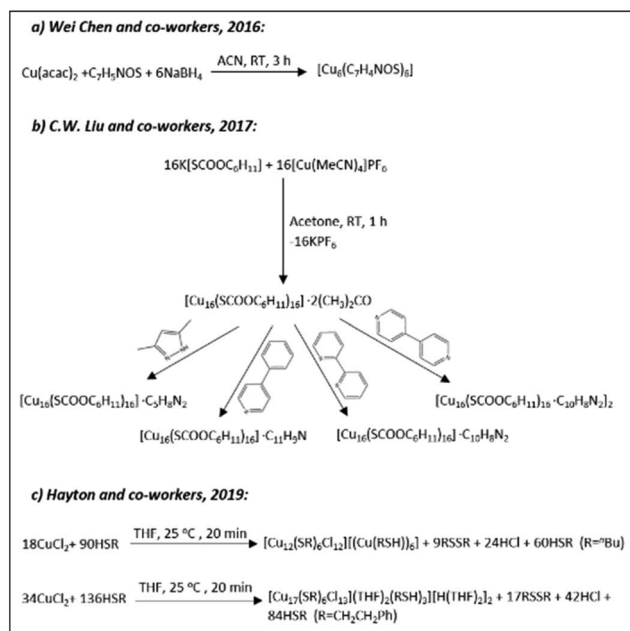 a) Wei Chen and co-workers, 2016:
Cu(acac)₂ +C₇H₅NOS + 6NaBH₄ ACN, RT, 3 h [Cu₆(C₇H₄NOS)₆]
b) C.W. Liu and co-workers, 2017:
16K[SCOOC₆H₁₁] + 16[Cu(MeCN)₄]PF₆
Acetone, RT, 1 h
-16KPF₆
[Cu₁₆(SCOOC₆H₁₁)₁₆]·2(CH₃)₂CO
[Cu₁₆(SCOOC₆H₁₁)₁₆]·C₅H₈N₂
[Cu₁₆(SCOOC₆H₁₁)₁₆·C₁₀H₈N₂]₂
[Cu₁₆(SCOOC₆H₁₁)₁₆]·C₁₁H₉N
[Cu₁₆(SCOOC₆H₁₁)₁₆]·C₁₀H₈N₂
c) Hayton and co-workers, 2019:
18CuCl₂+ 90HSR THF, 25 °C , 20 min [Cu₁₂(SR)₆Cl₁₂][(Cu(RSH))₆] + 9RSSR + 24HCl + 60HSR (R=ⁿBu)
34CuCl₂+ 136HSR THF, 25 °C , 20 min [Cu₁₇(SR)₆Cl₁₃](THF)₂(RSH)₃][H(THF)₂]₂ + 17RSSR + 42HCl +
84HSR (R=CH₂CH₂Ph)